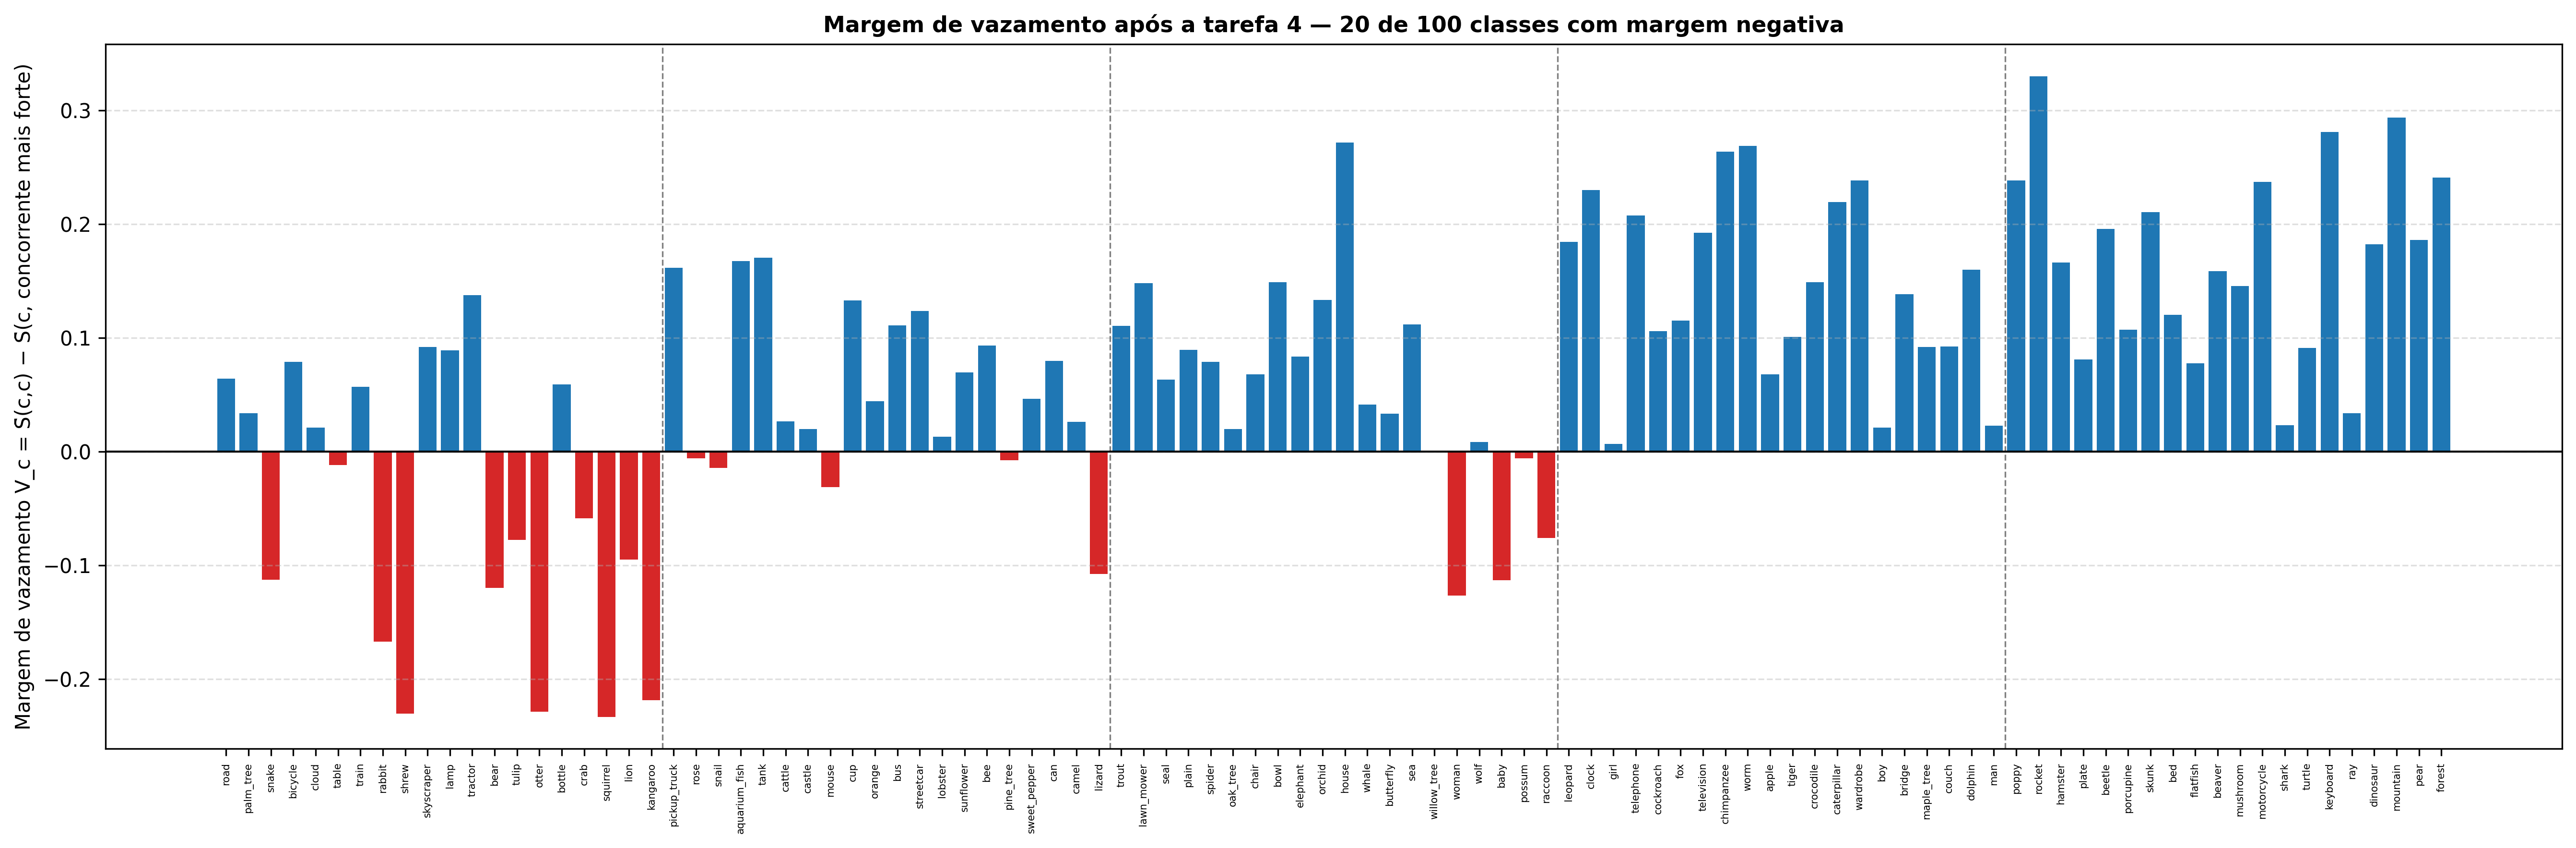 Margem de vazamento após a tarefa 4 — 20 de 100 classes com margem negativa
Margem de vazamento V_c = S(c,c) − S(c, concorrente mais forte)
0.3
0.2
0.1
0.0
−0.1
−0.2
road
palm_tree
snake
bicycle
cloud
table
train
rabbit
shrew
skyscraper
lamp
tractor
bear
tulip
otter
bottle
crab
squirrel
lion
kangaroo
pickup_truck
rose
snail
aquarium_fish
tank
cattle
castle
mouse
cup
orange
bus
streetcar
lobster
sunflower
bee
pine_tree
sweet_pepper
can
camel
lizard
trout
lawn_mower
seal
plain
spider
oak_tree
chair
bowl
elephant
orchid
house
whale
butterfly
sea
willow_tree
woman
wolf
baby
possum
raccoon
leopard
clock
girl
telephone
cockroach
fox
television
chimpanzee
worm
apple
tiger
crocodile
caterpillar
wardrobe
boy
bridge
maple_tree
couch
dolphin
man
poppy
rocket
hamster
plate
beetle
porcupine
skunk
bed
flatfish
beaver
mushroom
motorcycle
shark
turtle
keyboard
ray
dinosaur
mountain
pear
forest